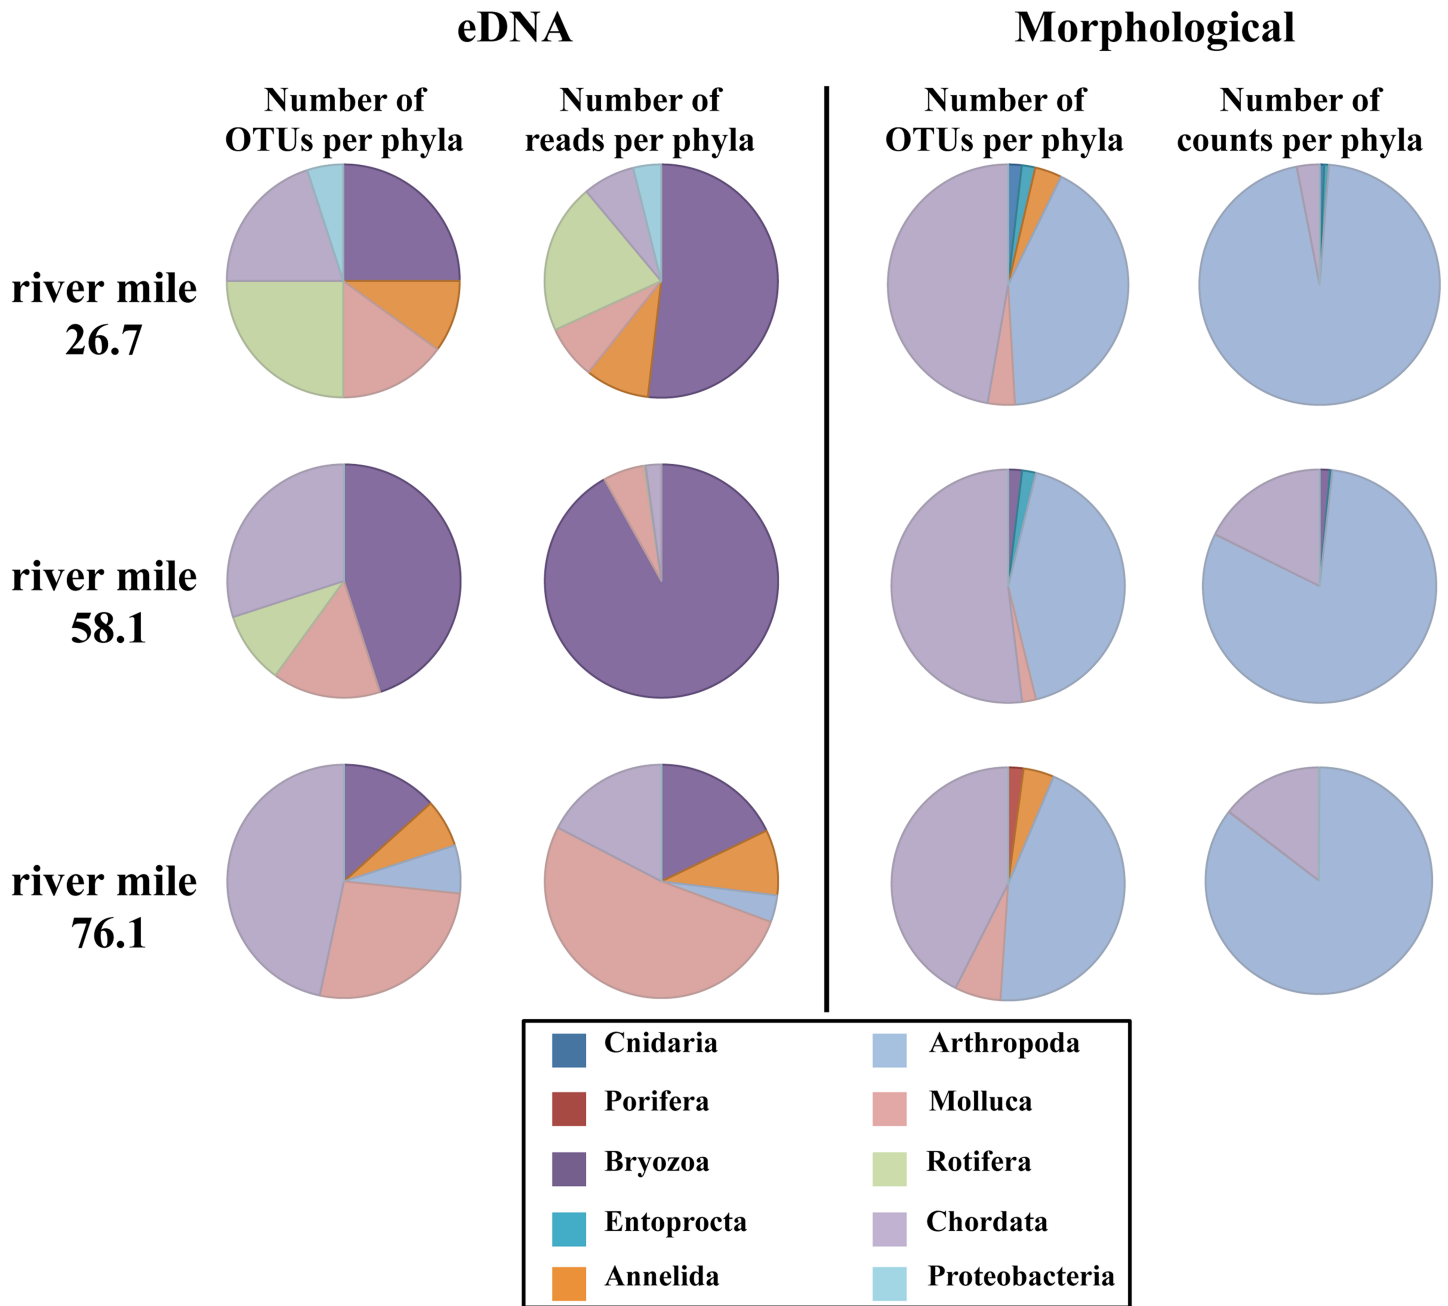 eDNA
Morphological
Number of
OTUs per phyla
Number of
reads per phyla
Number of
OTUs per phyla
Number of
counts per phyla
river mile
26.7
river mile
58.1
river mile
76.1
Cnidaria
Arthropoda
Porifera
Molluca
Bryozoa
Rotifera
Entoprocta
Chordata
Annelida
Proteobacteria